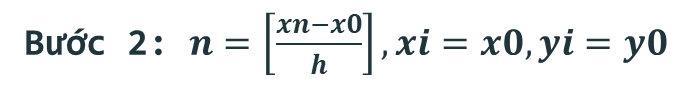 Bước 2: n = [(xn−x0)/h], xi = x0, yi = y0